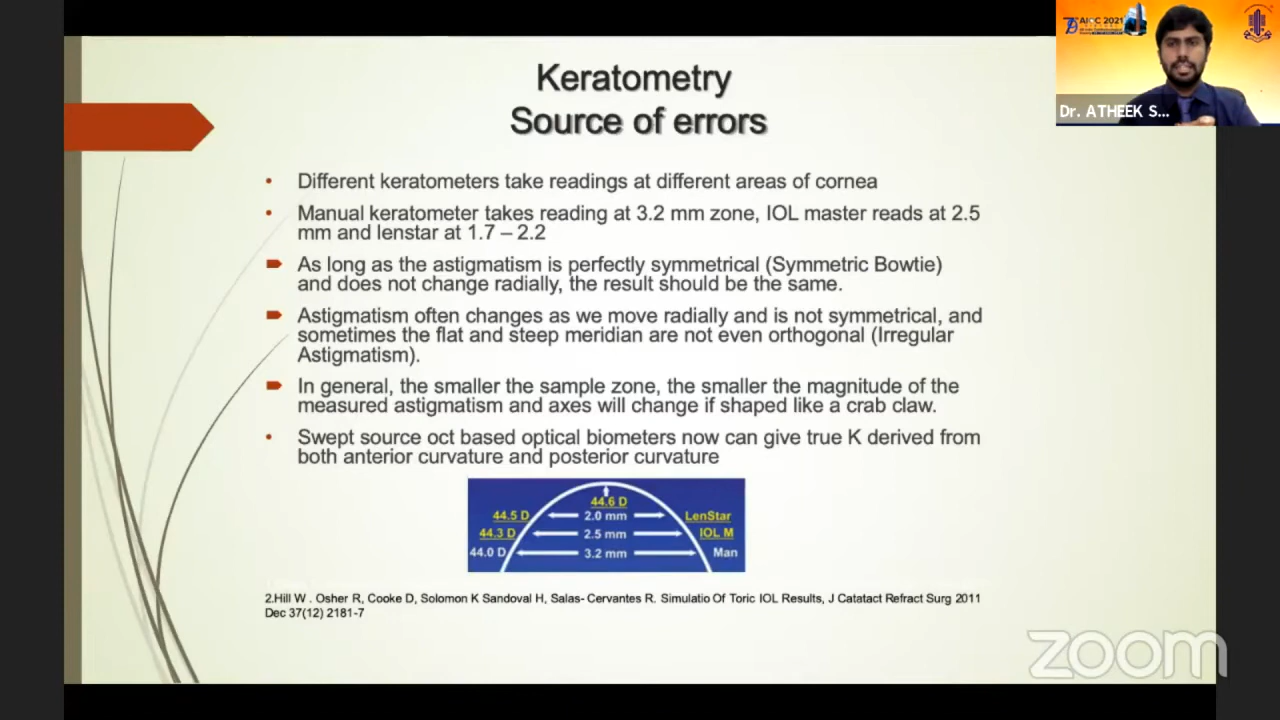 AIOC 2021
Dr. ATHEEK S...
Keratometry
Source of errors
• Different keratometers take readings at different areas of cornea
• Manual keratometer takes reading at 3.2 mm zone, IOL master reads at 2.5
mm and lenstar at 1.7 – 2.2
As long as the astigmatism is perfectly symmetrical (Symmetric Bowtie)
and does not change radially, the result should be the same.
Astigmatism often changes as we move radially and is not symmetrical, and
sometimes the flat and steep meridian are not even orthogonal (Irregular
Astigmatism).
In general, the smaller the sample zone, the smaller the magnitude of the
measured astigmatism and axes will change if shaped like a crab claw.
• Swept source oct based optical biometers now can give true K derived from
both anterior curvature and posterior curvature
44.6 D
44.5 D 2.0 mm LenStar
44.3 D 2.5 mm IOL M
44.0 D 3.2 mm Man
2.Hill W . Osher R, Cooke D, Solomon K Sandoval H, Salas- Cervantes R. Simulatio Of Toric IOL Results, J Catatact Refract Surg 2011
Dec 37(12) 2181-7
zoom